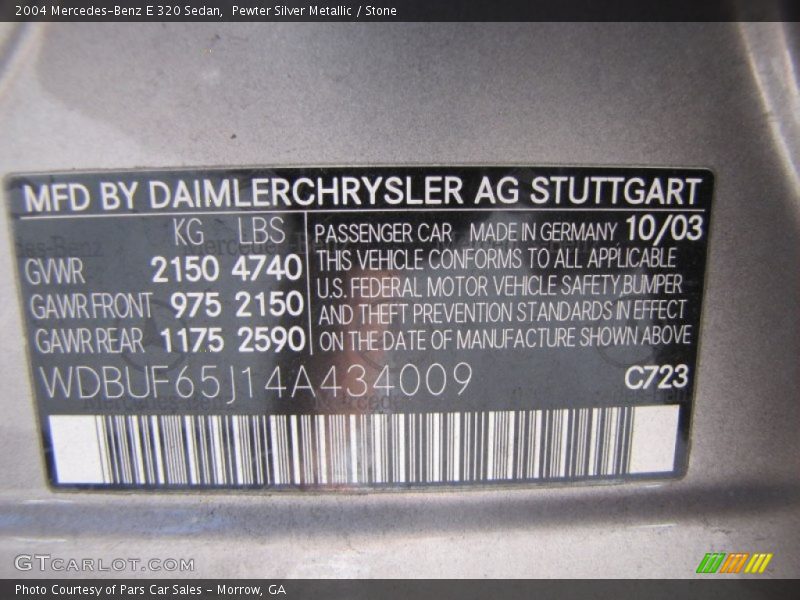 2004 Mercedes-Benz E 320 Sedan, Pewter Silver Metallic / Stone
MFD BY DAIMLERCHRYSLER AG STUTTGART
KG LBS
GVWR 2150 4740
GAWR FRONT 975 2150
GAWR REAR 1175 2590
PASSENGER CAR MADE IN GERMANY 10/03
THIS VEHICLE CONFORMS TO ALL APPLICABLE
U.S. FEDERAL MOTOR VEHICLE SAFETY,BUMPER
AND THEFT PREVENTION STANDARDS IN EFFECT
ON THE DATE OF MANUFACTURE SHOWN ABOVE
WDBUF65J14A434009 C723
GTCARLOT.COM
Photo Courtesy of Pars Car Sales - Morrow, GA